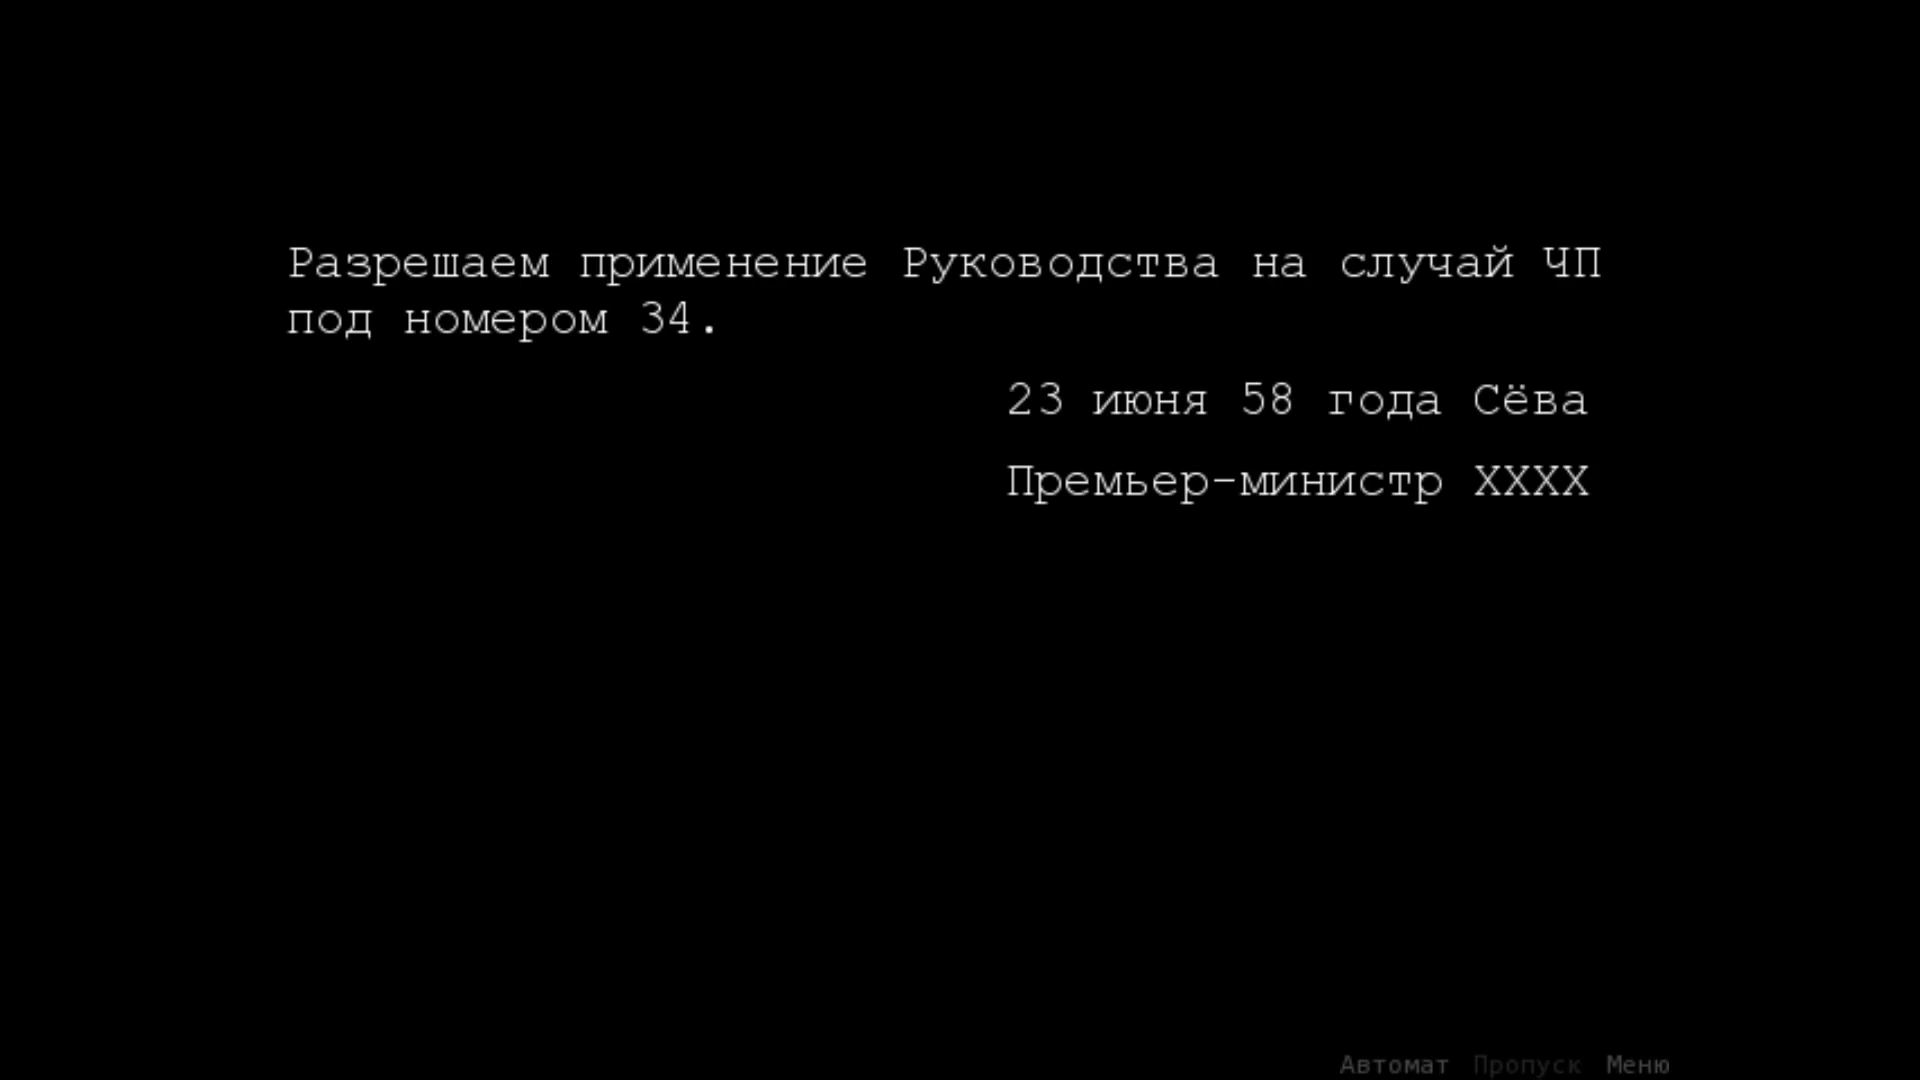 Разрешаем применение Руководства на случай ЧП
под номером 34.
23 июня 58 года Сёва
Премьер-министр XXXX
Автомат Пропуск Меню